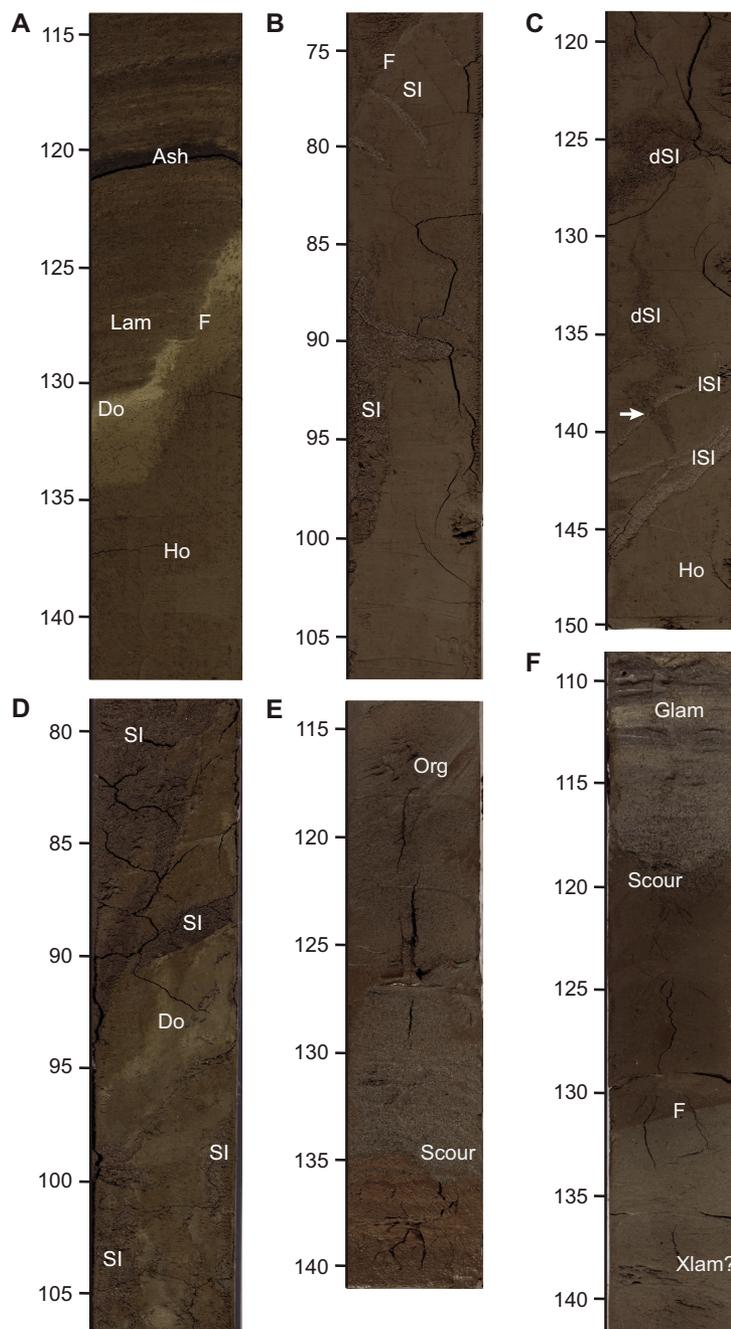 A
115
120
125
130
135
140
Ash
Lam
F
Do
Ho
B
75
80
85
90
95
100
105
F
SI
SI
C
120
125
130
135
140
145
150
dSI
dSI
lSI
lSI
Ho
D
80
85
90
95
100
105
SI
SI
Do
SI
SI
E
115
120
125
130
135
140
Org
Scour
F
110
115
120
125
130
135
140
Glam
Scour
F
Xlam?